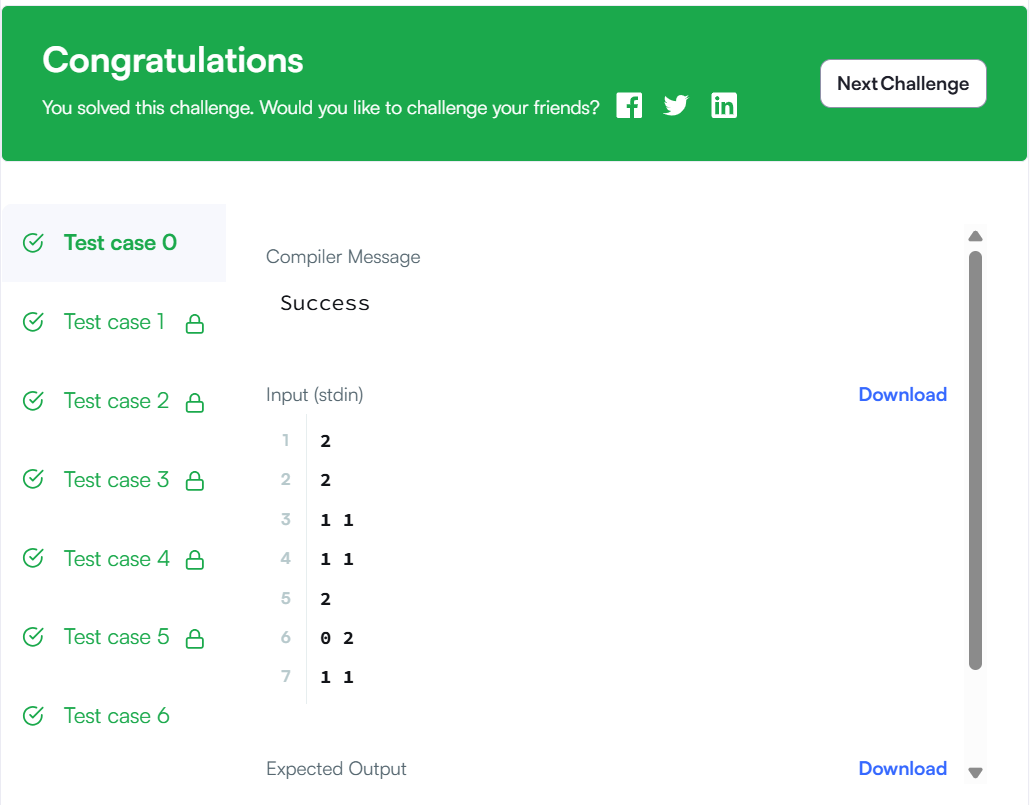 Congratulations
You solved this challenge. Would you like to challenge your friends?
Next Challenge
Test case 0
Test case 1
Test case 2
Test case 3
Test case 4
Test case 5
Test case 6
Compiler Message
Success
Input (stdin)
Download
1 2
2 2
3 1 1
4 1 1
5 2
6 0 2
7 1 1
Expected Output
Download